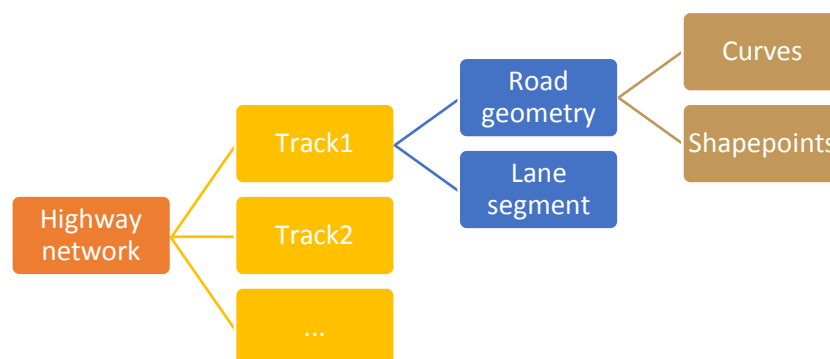 Highway
network
Track1
Track2
...
Road
geometry
Lane
segment
Curves
Shapepoints